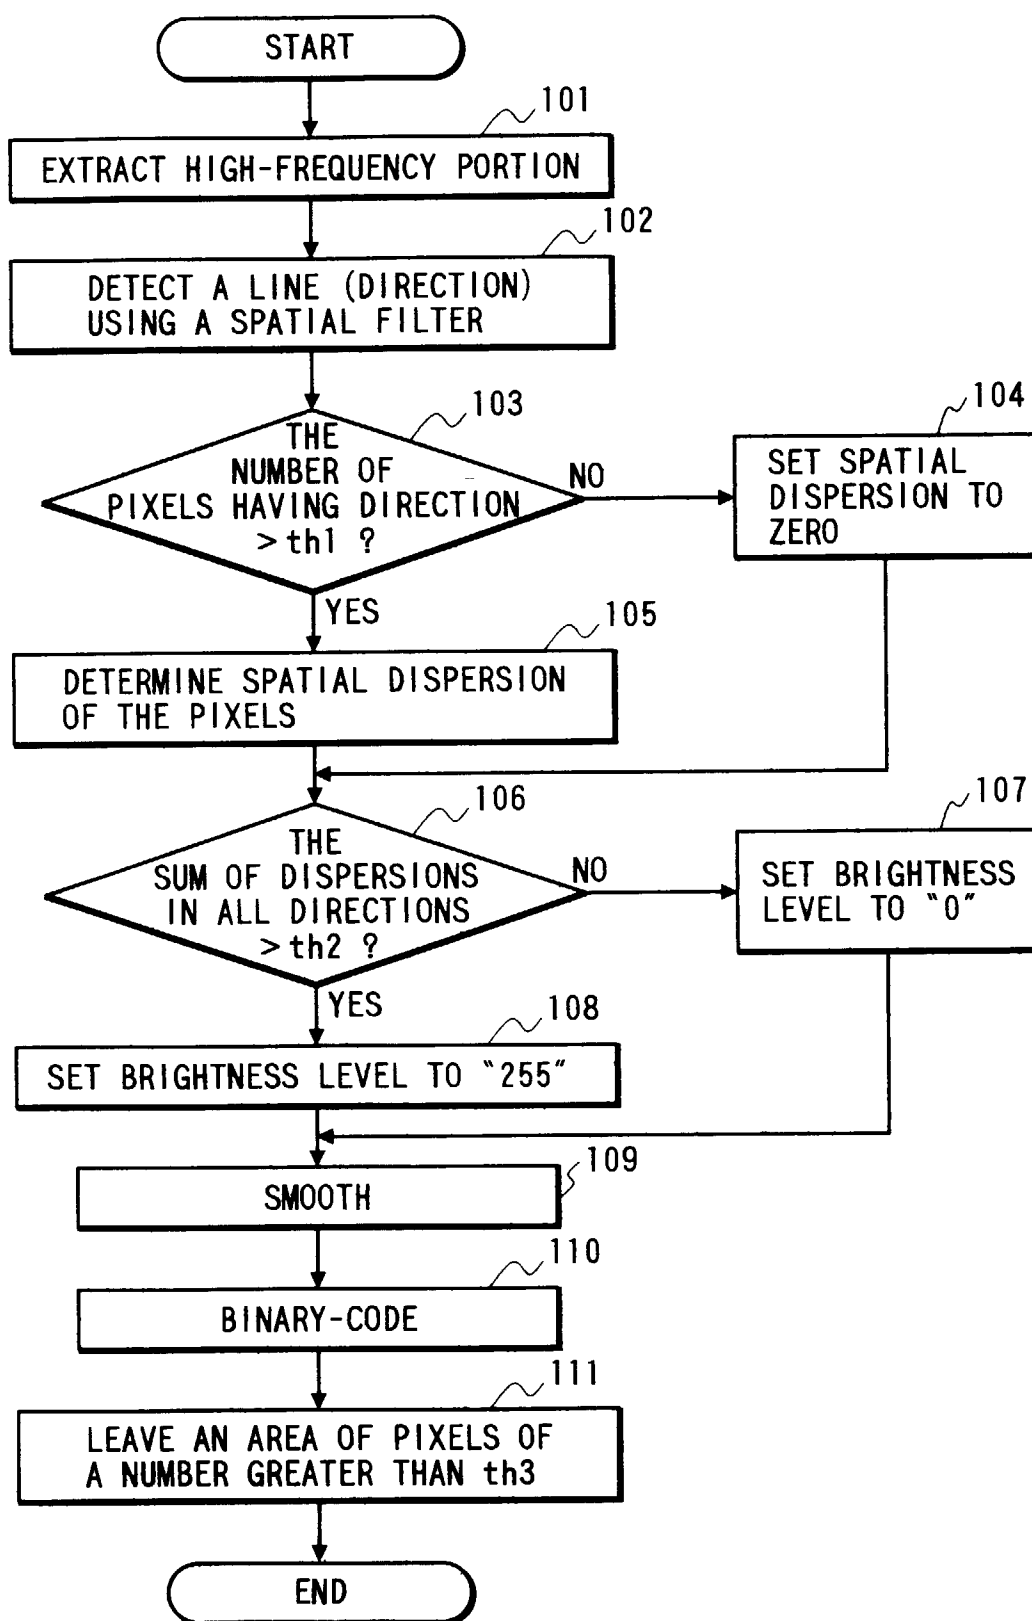 START
101
EXTRACT HIGH-FREQUENCY PORTION
102
DETECT A LINE (DIRECTION)
USING A SPATIAL FILTER
103
THE
NUMBER OF
PIXELS HAVING DIRECTION
> th1 ?
NO
104
SET SPATIAL
DISPERSION TO
ZERO
YES
105
DETERMINE SPATIAL DISPERSION
OF THE PIXELS
106
THE
SUM OF DISPERSIONS
IN ALL DIRECTIONS
> th2 ?
NO
107
SET BRIGHTNESS
LEVEL TO "0"
YES
108
SET BRIGHTNESS LEVEL TO "255"
109
SMOOTH
110
BINARY-CODE
111
LEAVE AN AREA OF PIXELS OF
A NUMBER GREATER THAN th3
END